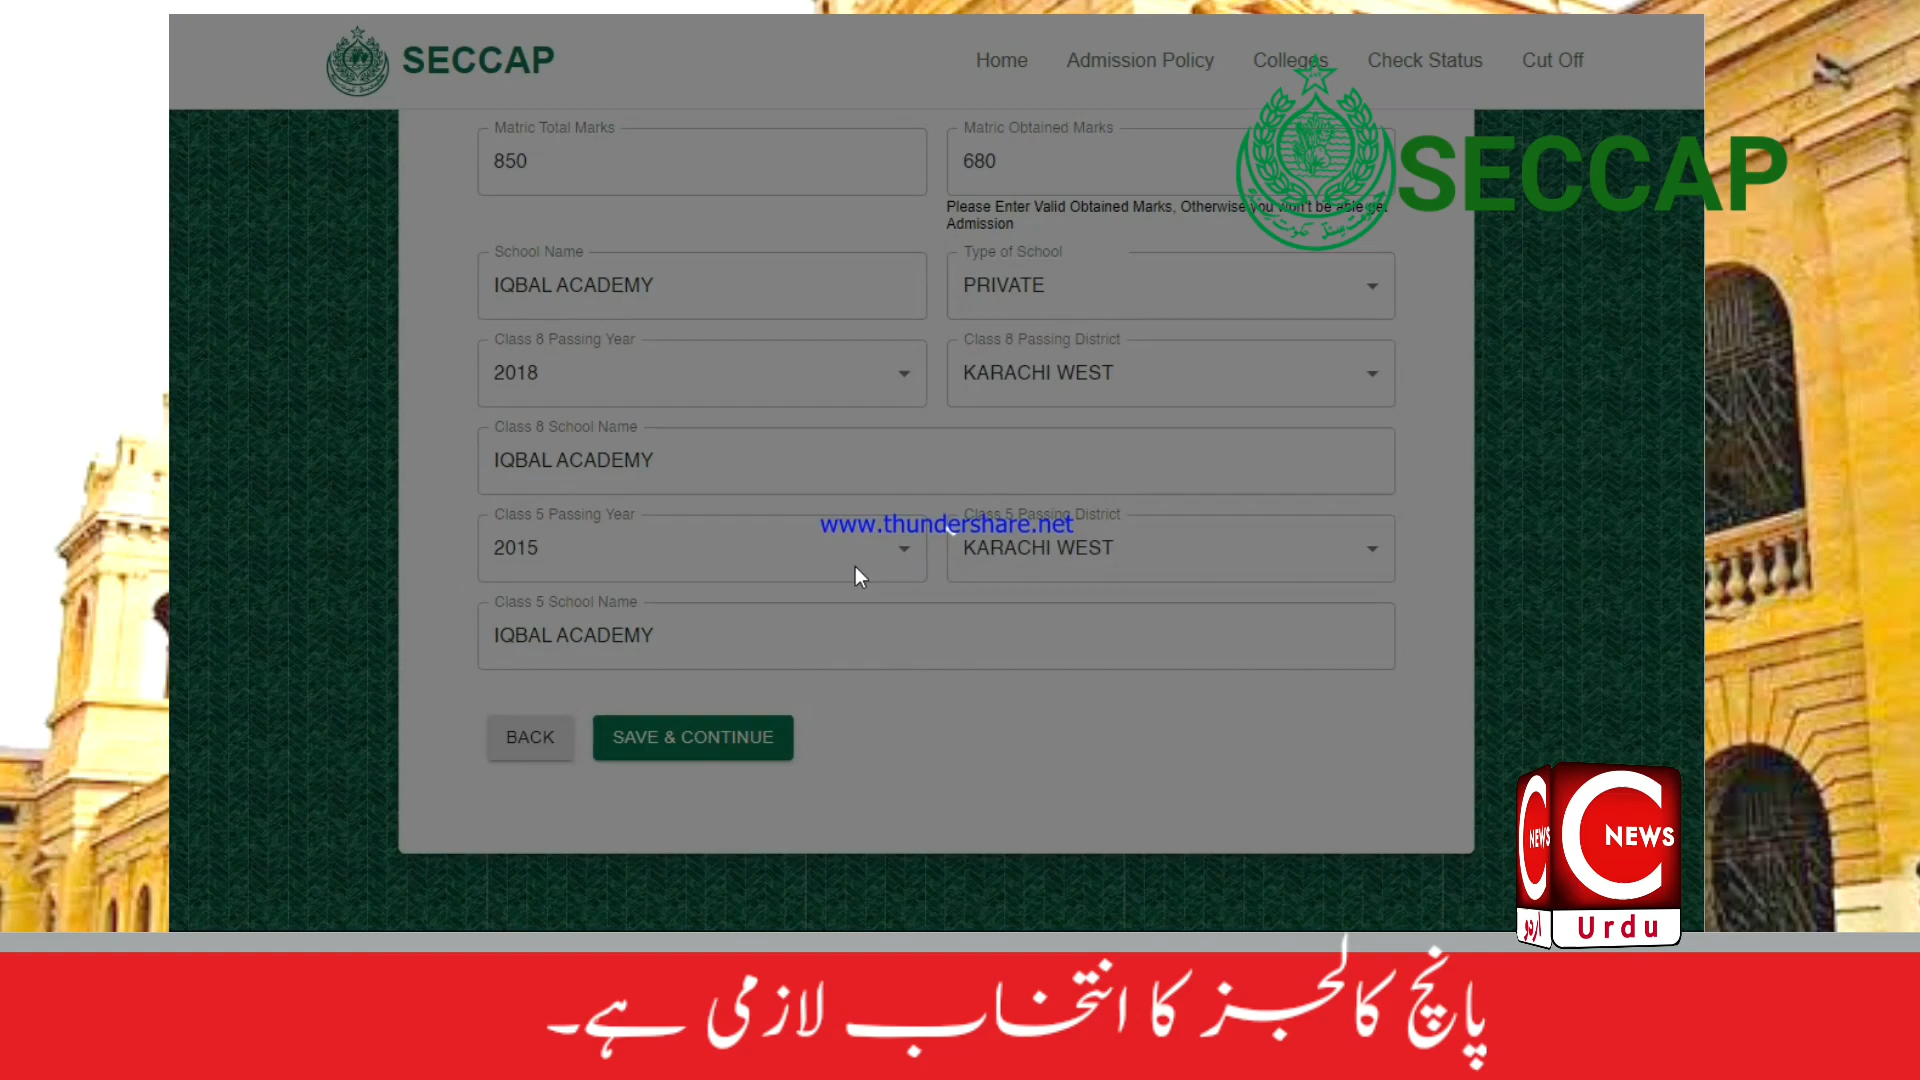 SECCAP
Home Admission Policy Colleges Check Status Cut Off
SECCAP
Matric Total Marks
850
Matric Obtained Marks
680
Please Enter Valid Obtained Marks, Otherwise you won't be able get
Admission
School Name
IQBAL ACADEMY
Type of School
PRIVATE
Class 8 Passing Year
2018
Class 8 Passing District
KARACHI WEST
Class 8 School Name
IQBAL ACADEMY
Class 5 Passing Year
2015
Class 5 Passing District
KARACHI WEST
www.thundershare.net
Class 5 School Name
IQBAL ACADEMY
BACK
SAVE & CONTINUE
C NEWS
NEWS
اردو
Urdu
پانچ کالجز کا انتخاب لازمی ہے۔